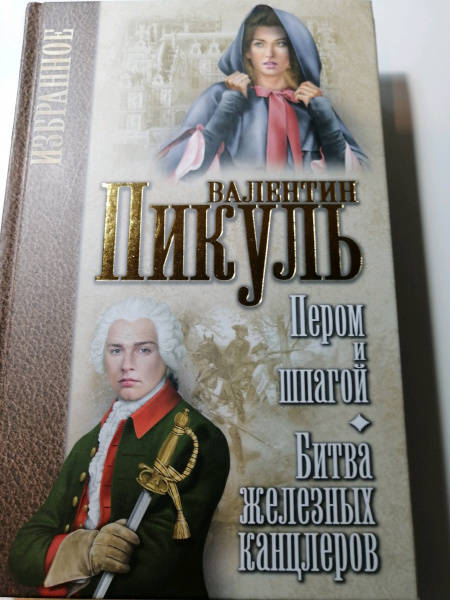 ИЗБРАННОЕ
ВАЛЕНТИН
ПИКУЛЬ
Пером
и
шпагой
Битва
железных
канцлеров